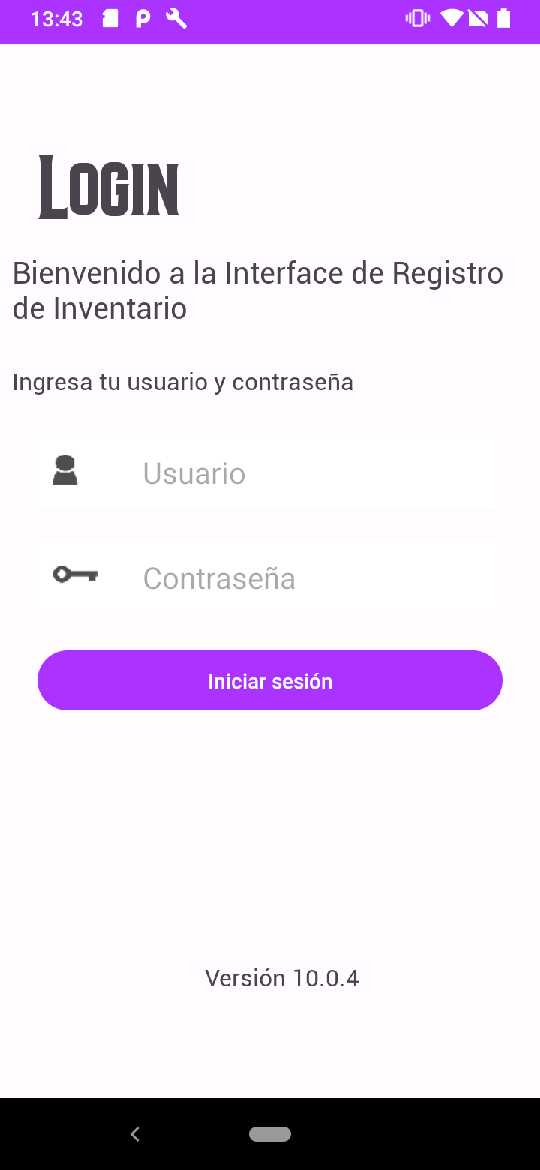 13:43
Login
Bienvenido a la Interface de Registro
de Inventario
Ingresa tu usuario y contraseña
Usuario
Contraseña
Iniciar sesión
Versión 10.0.4